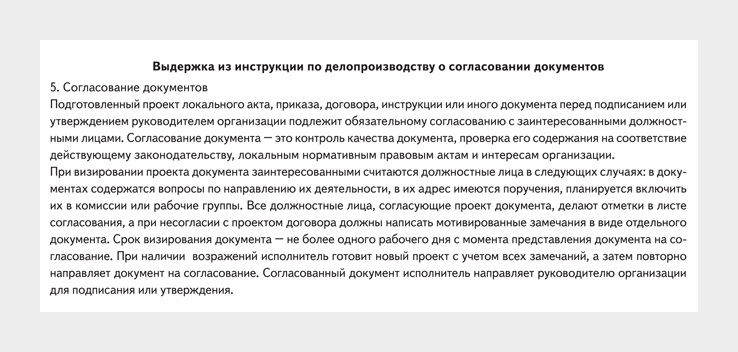 Выдержка из инструкции по делопроизводству о согласовании документов
5. Согласование документов
Подготовленный проект локального акта, приказа, договора, инструкции или иного документа перед подписанием или
утверждением руководителем организации подлежит обязательному согласованию с заинтересованными должност-
ными лицами. Согласование документа – это контроль качества документа, проверка его содержания на соответствие
действующему законодательству, локальным нормативным правовым актам и интересам организации.
При визировании проекта документа заинтересованными считаются должностные лица в следующих случаях: в доку-
ментах содержатся вопросы по направлению их деятельности, в их адрес имеются поручения, планируется включить
их в комиссии или рабочие группы. Все должностные лица, согласующие проект документа, делают отметки в листе
согласования, а при несогласии с проектом договора должны написать мотивированные замечания в виде отдельного
документа. Срок визирования документа – не более одного рабочего дня с момента представления документа на со-
гласование. При наличии возражений исполнитель готовит новый проект с учетом всех замечаний, а затем повторно
направляет документ на согласование. Согласованный документ исполнитель направляет руководителю организации
для подписания или утверждения.